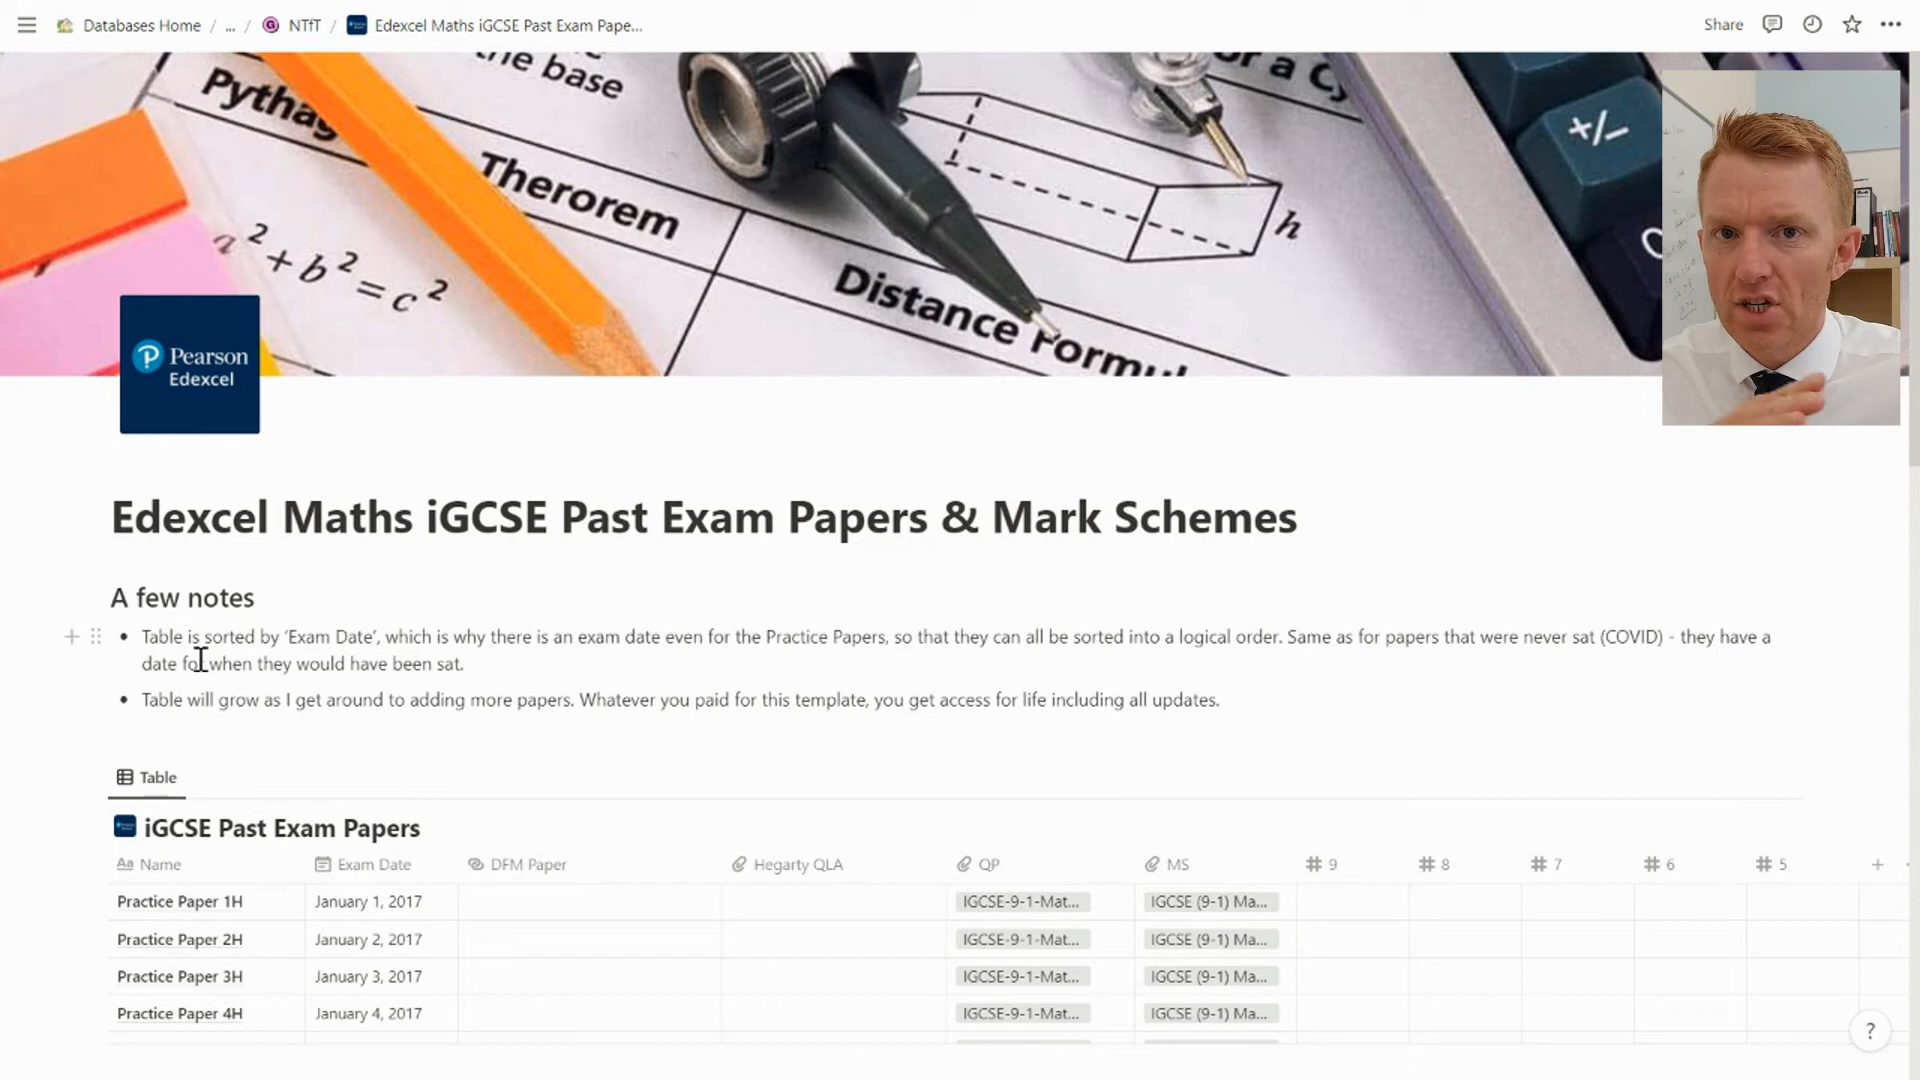 Databases Home / ... / NTfT / Edexcel Maths iGCSE Past Exam Pape...
Share
the base
or a Cy
Pythag
Therorem
+/-
a² + b² = c²
h
Distance Formul
Pearson
Edexcel
Edexcel Maths iGCSE Past Exam Papers & Mark Schemes
A few notes
• Table is sorted by ‘Exam Date’, which is why there is an exam date even for the Practice Papers, so that they can all be sorted into a logical order. Same as for papers that were never sat (COVID) - they have a
date for when they would have been sat.
• Table will grow as I get around to adding more papers. Whatever you paid for this template, you get access for life including all updates.
Table
iGCSE Past Exam Papers
Aa Name Exam Date DFM Paper Hegarty QLA QP MS # 9 # 8 # 7 # 6 # 5 +
Practice Paper 1H January 1, 2017 IGCSE-9-1-Mat... IGCSE (9-1) Ma...
Practice Paper 2H January 2, 2017 IGCSE-9-1-Mat... IGCSE (9-1) Ma...
Practice Paper 3H January 3, 2017 IGCSE-9-1-Mat... IGCSE (9-1) Ma...
Practice Paper 4H January 4, 2017 IGCSE-9-1-Mat... IGCSE (9-1) Ma...
?